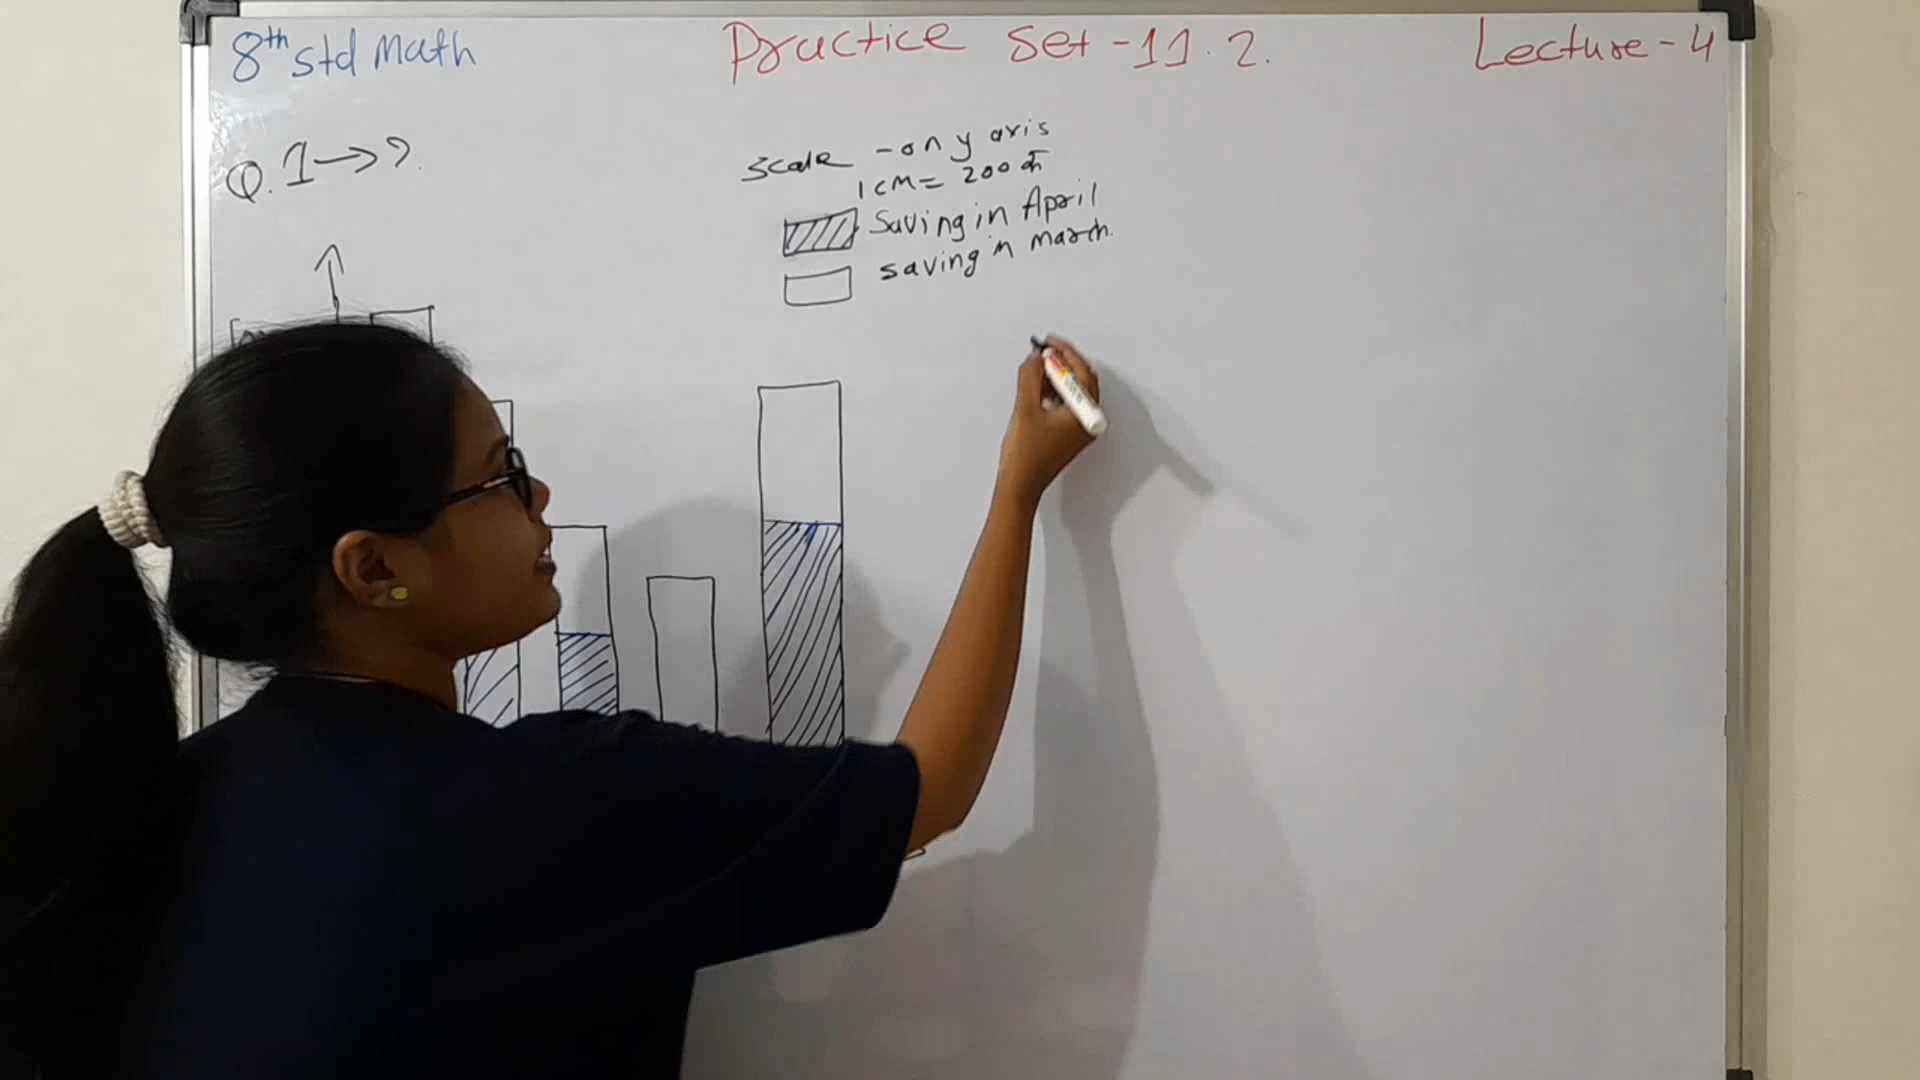 8th std Math
Practice Set - 11.2.
Lecture - 4
Q.1→?.
Scale - on y axis
1 cm = 200 ₹
Saving in April
saving in march.